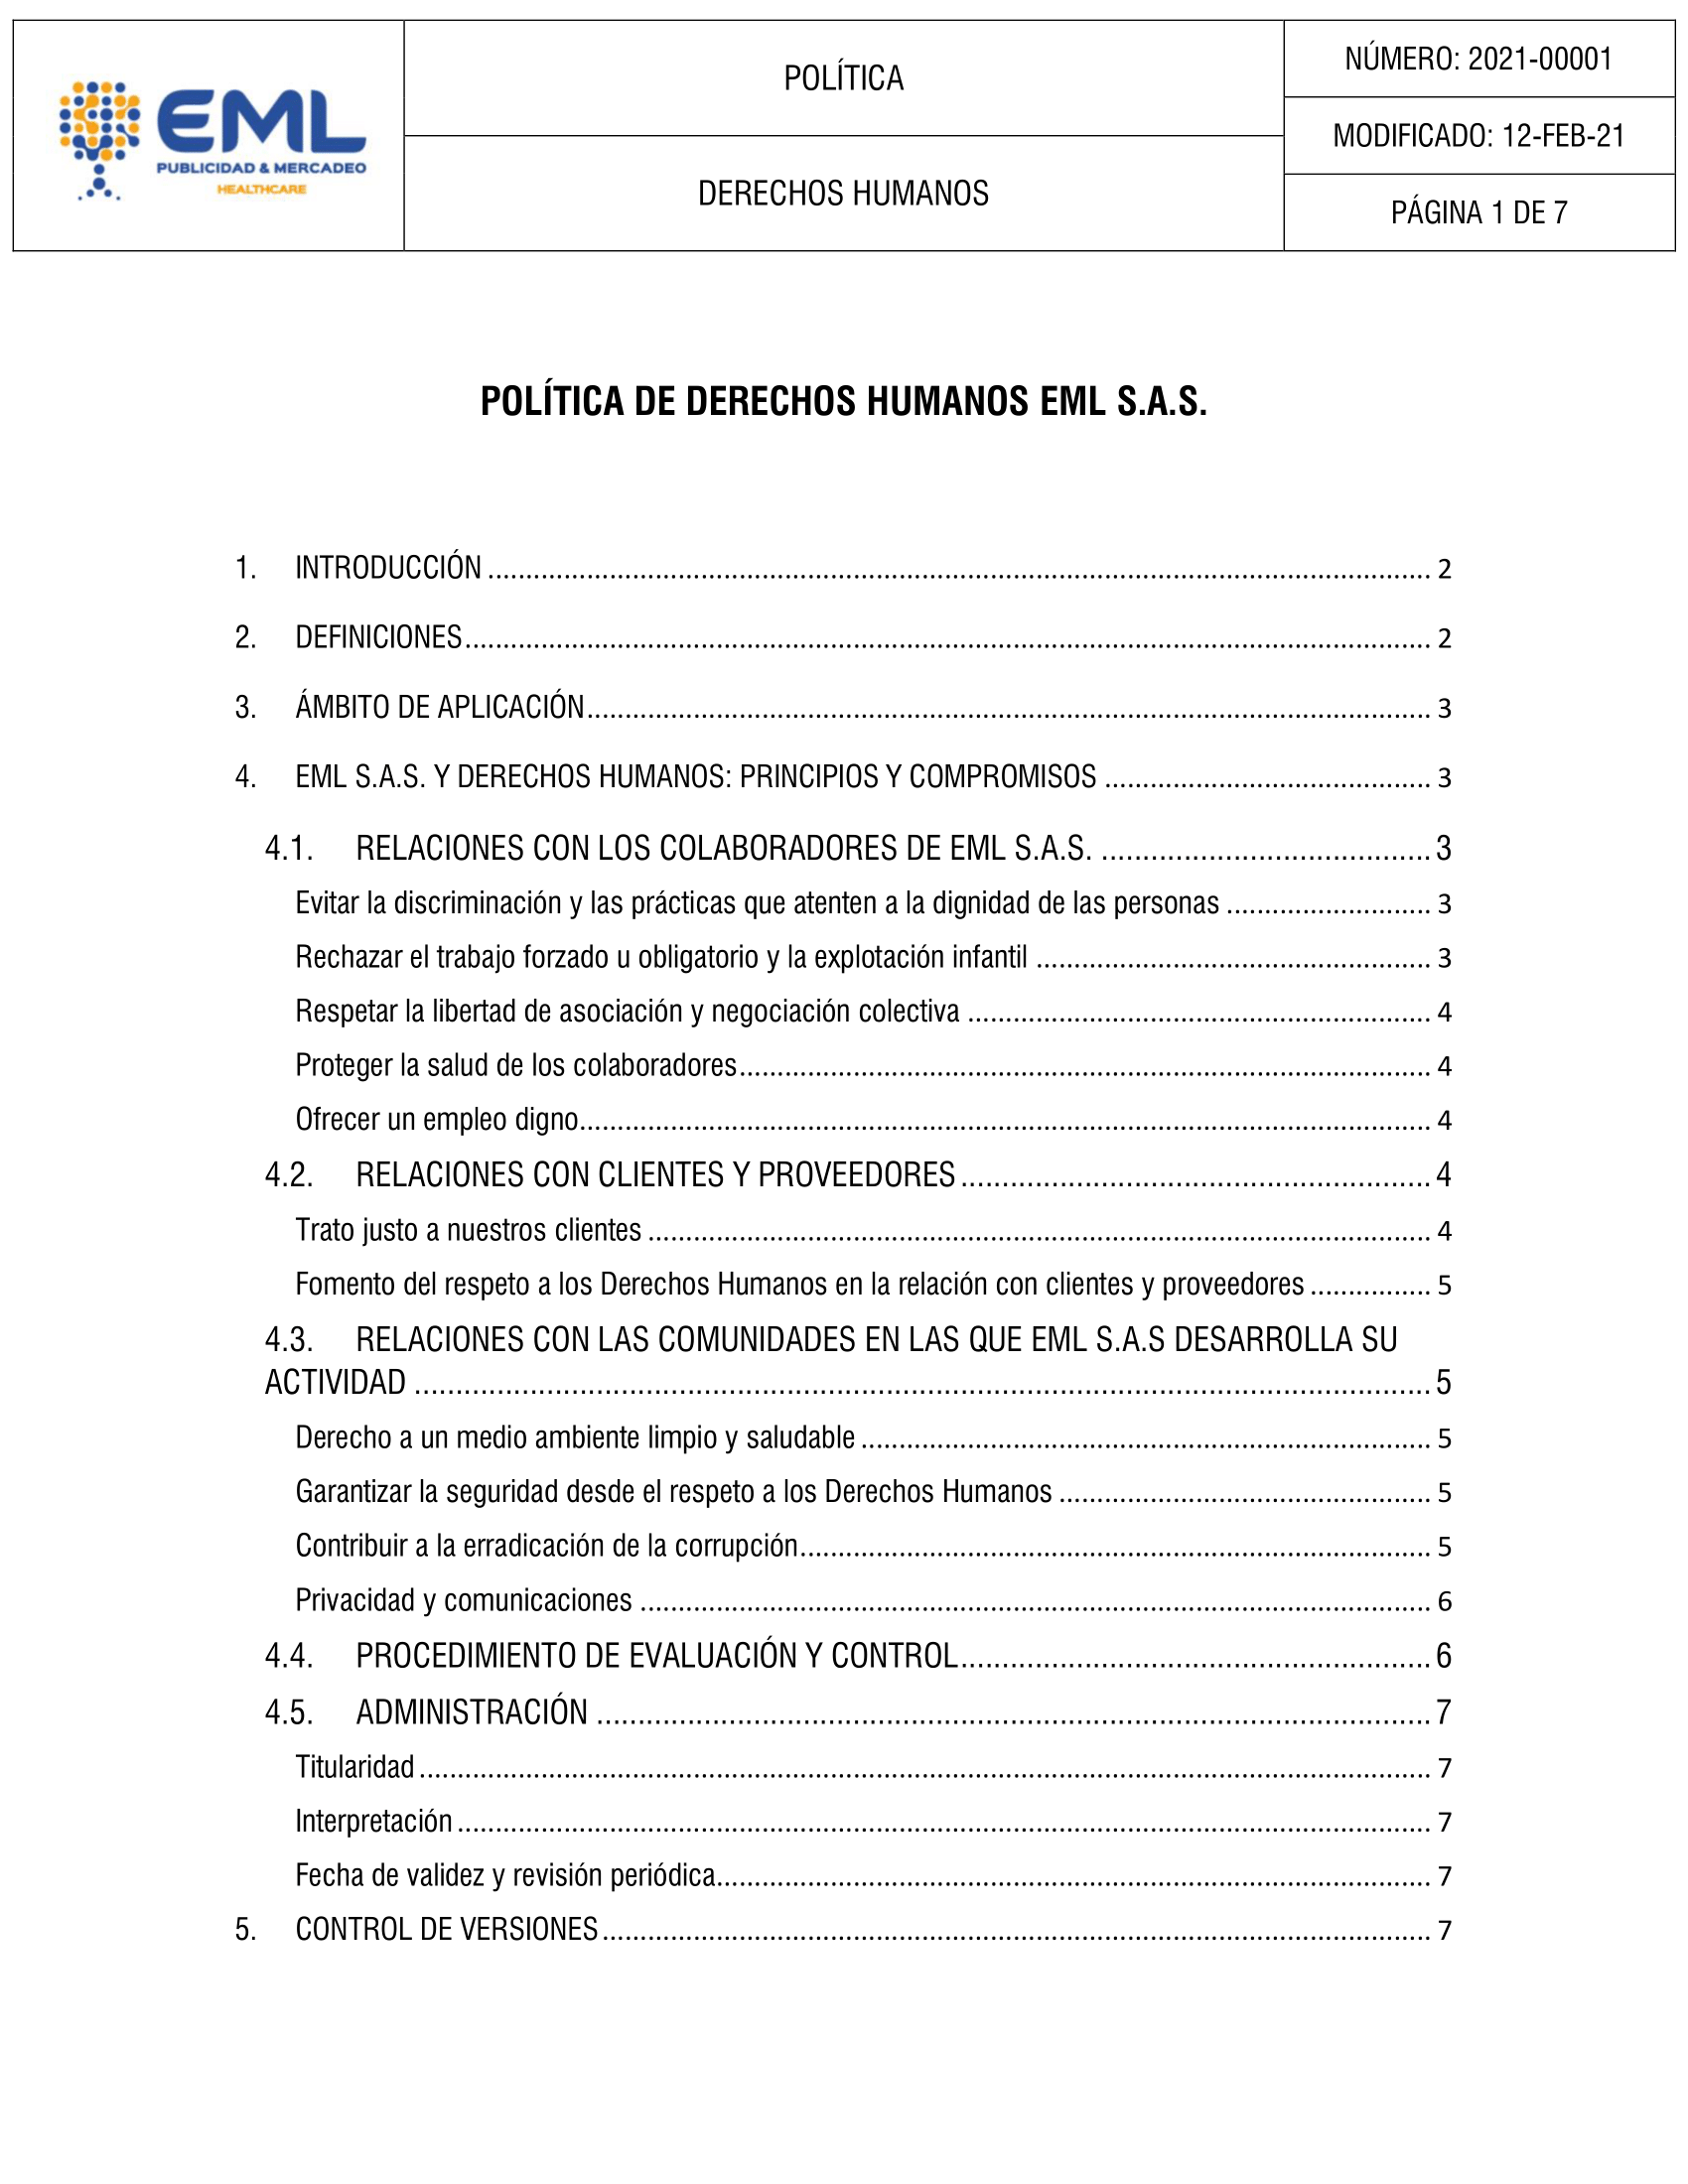 EML
PUBLICIDAD & MERCADEO
HEALTHCARE
POLÍTICA
DERECHOS HUMANOS
NÚMERO: 2021-00001
MODIFICADO: 12-FEB-21
PÁGINA 1 DE 7
POLÍTICA DE DERECHOS HUMANOS EML S.A.S.
1. INTRODUCCIÓN 2
2. DEFINICIONES 2
3. ÁMBITO DE APLICACIÓN 3
4. EML S.A.S. Y DERECHOS HUMANOS: PRINCIPIOS Y COMPROMISOS 3
4.1. RELACIONES CON LOS COLABORADORES DE EML S.A.S. 3
Evitar la discriminación y las prácticas que atenten a la dignidad de las personas 3
Rechazar el trabajo forzado u obligatorio y la explotación infantil 3
Respetar la libertad de asociación y negociación colectiva 4
Proteger la salud de los colaboradores 4
Ofrecer un empleo digno 4
4.2. RELACIONES CON CLIENTES Y PROVEEDORES 4
Trato justo a nuestros clientes 4
Fomento del respeto a los Derechos Humanos en la relación con clientes y proveedores 5
4.3. RELACIONES CON LAS COMUNIDADES EN LAS QUE EML S.A.S DESARROLLA SU
ACTIVIDAD 5
Derecho a un medio ambiente limpio y saludable 5
Garantizar la seguridad desde el respeto a los Derechos Humanos 5
Contribuir a la erradicación de la corrupción 5
Privacidad y comunicaciones 6
4.4. PROCEDIMIENTO DE EVALUACIÓN Y CONTROL 6
4.5. ADMINISTRACIÓN 7
Titularidad 7
Interpretación 7
Fecha de validez y revisión periódica 7
5. CONTROL DE VERSIONES 7